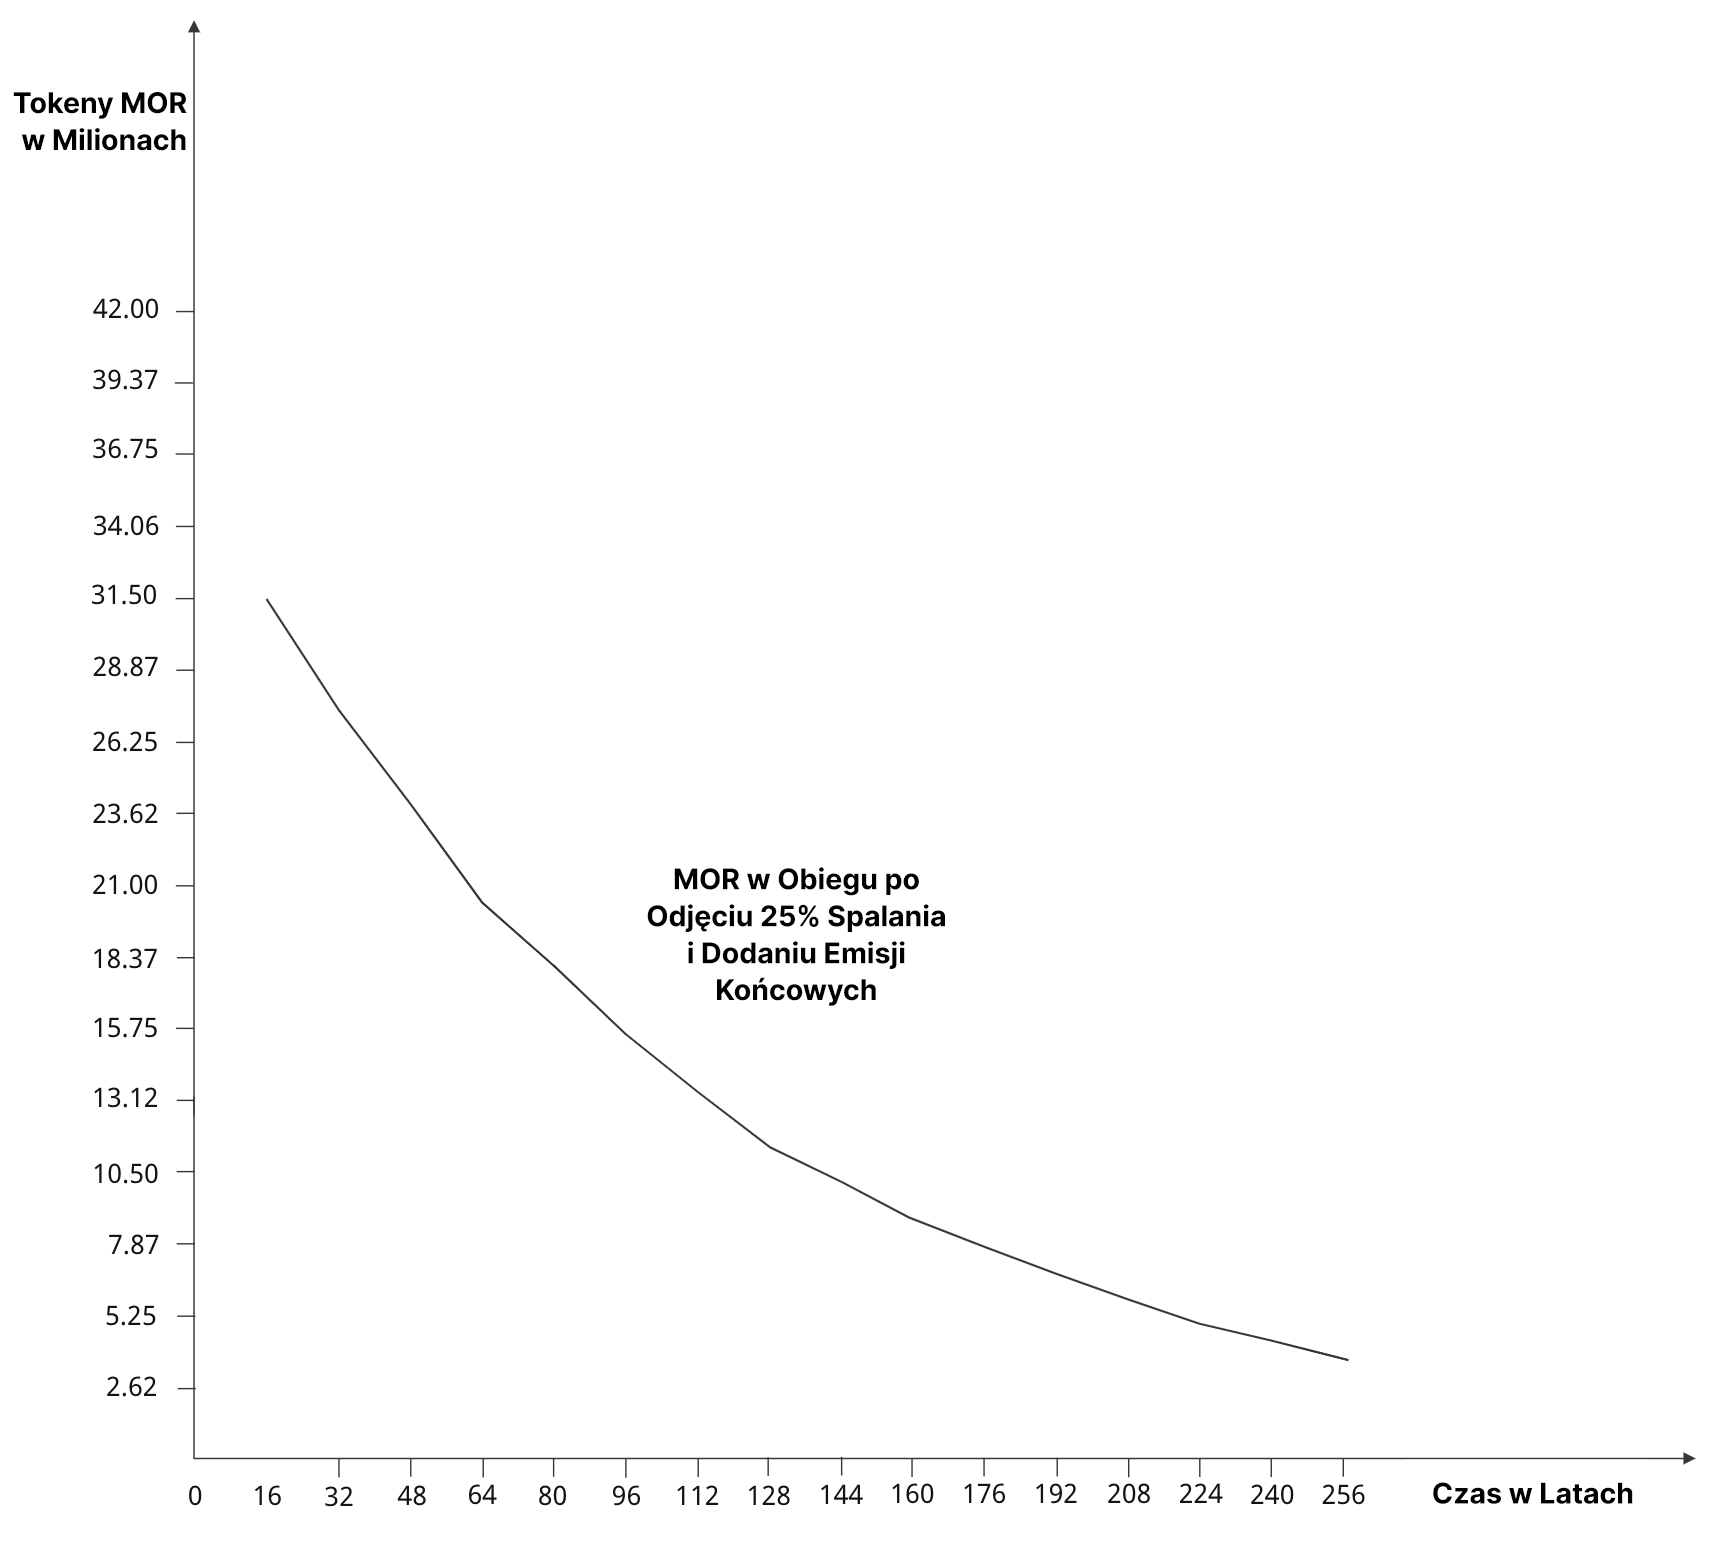 Tokeny MOR
w Milionach
42.00
39.37
36.75
34.06
31.50
28.87
26.25
23.62
21.00
18.37
15.75
13.12
10.50
7.87
5.25
2.62
MOR w Obiegu po
Odjęciu 25% Spalania
i Dodaniu Emisji
Końcowych
0 16 32 48 64 80 96 112 128 144 160 176 192 208 224 240 256 Czas w Latach